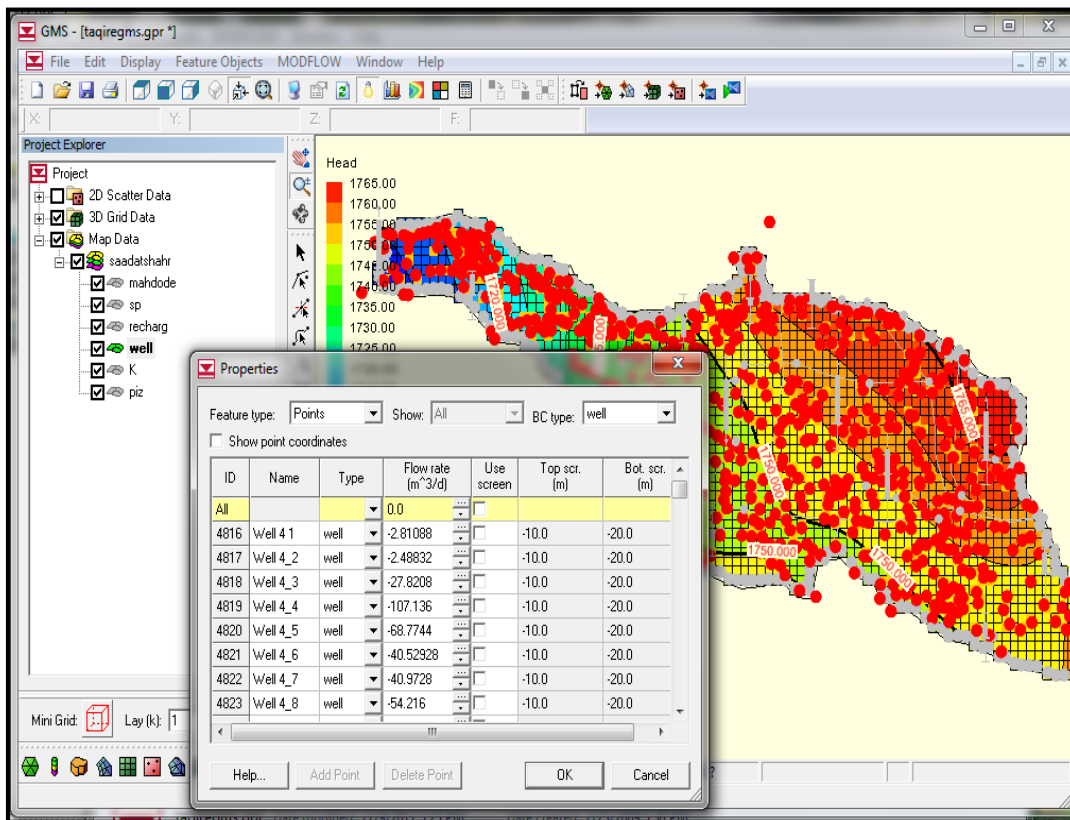 GMS - [taqiregms.gpr *]
File Edit Display Feature Objects MODFLOW Window Help
X: Y: Z: F:
Project Explorer
Project
2D Scatter Data
3D Grid Data
Map Data
saadatshahr
mahdode
sp
recharg
well
K
piz
Head
1765.00
1760.00
1755.00
1750.00
1745.00
1740.00
1735.00
1730.00
1725.00
1720.000
1765.000
1750.000
1750.000
1750.000
Properties
Feature type: Points Show: All BC type: well
Show point coordinates
ID Name Type Flow rate (m^3/d) Use screen Top scr. (m) Bot. scr. (m)
All 0.0
4816 Well 4 1 well -2.81088 -10.0 -20.0
4817 Well 4_2 well -2.48832 -10.0 -20.0
4818 Well 4_3 well -27.8208 -10.0 -20.0
4819 Well 4_4 well -107.136 -10.0 -20.0
4820 Well 4_5 well -68.7744 -10.0 -20.0
4821 Well 4_6 well -40.52928 -10.0 -20.0
4822 Well 4_7 well -40.9728 -10.0 -20.0
4823 Well 4_8 well -54.216 -10.0 -20.0
Mini Grid: Lay (k): 1
Help... Add Point Delete Point OK Cancel